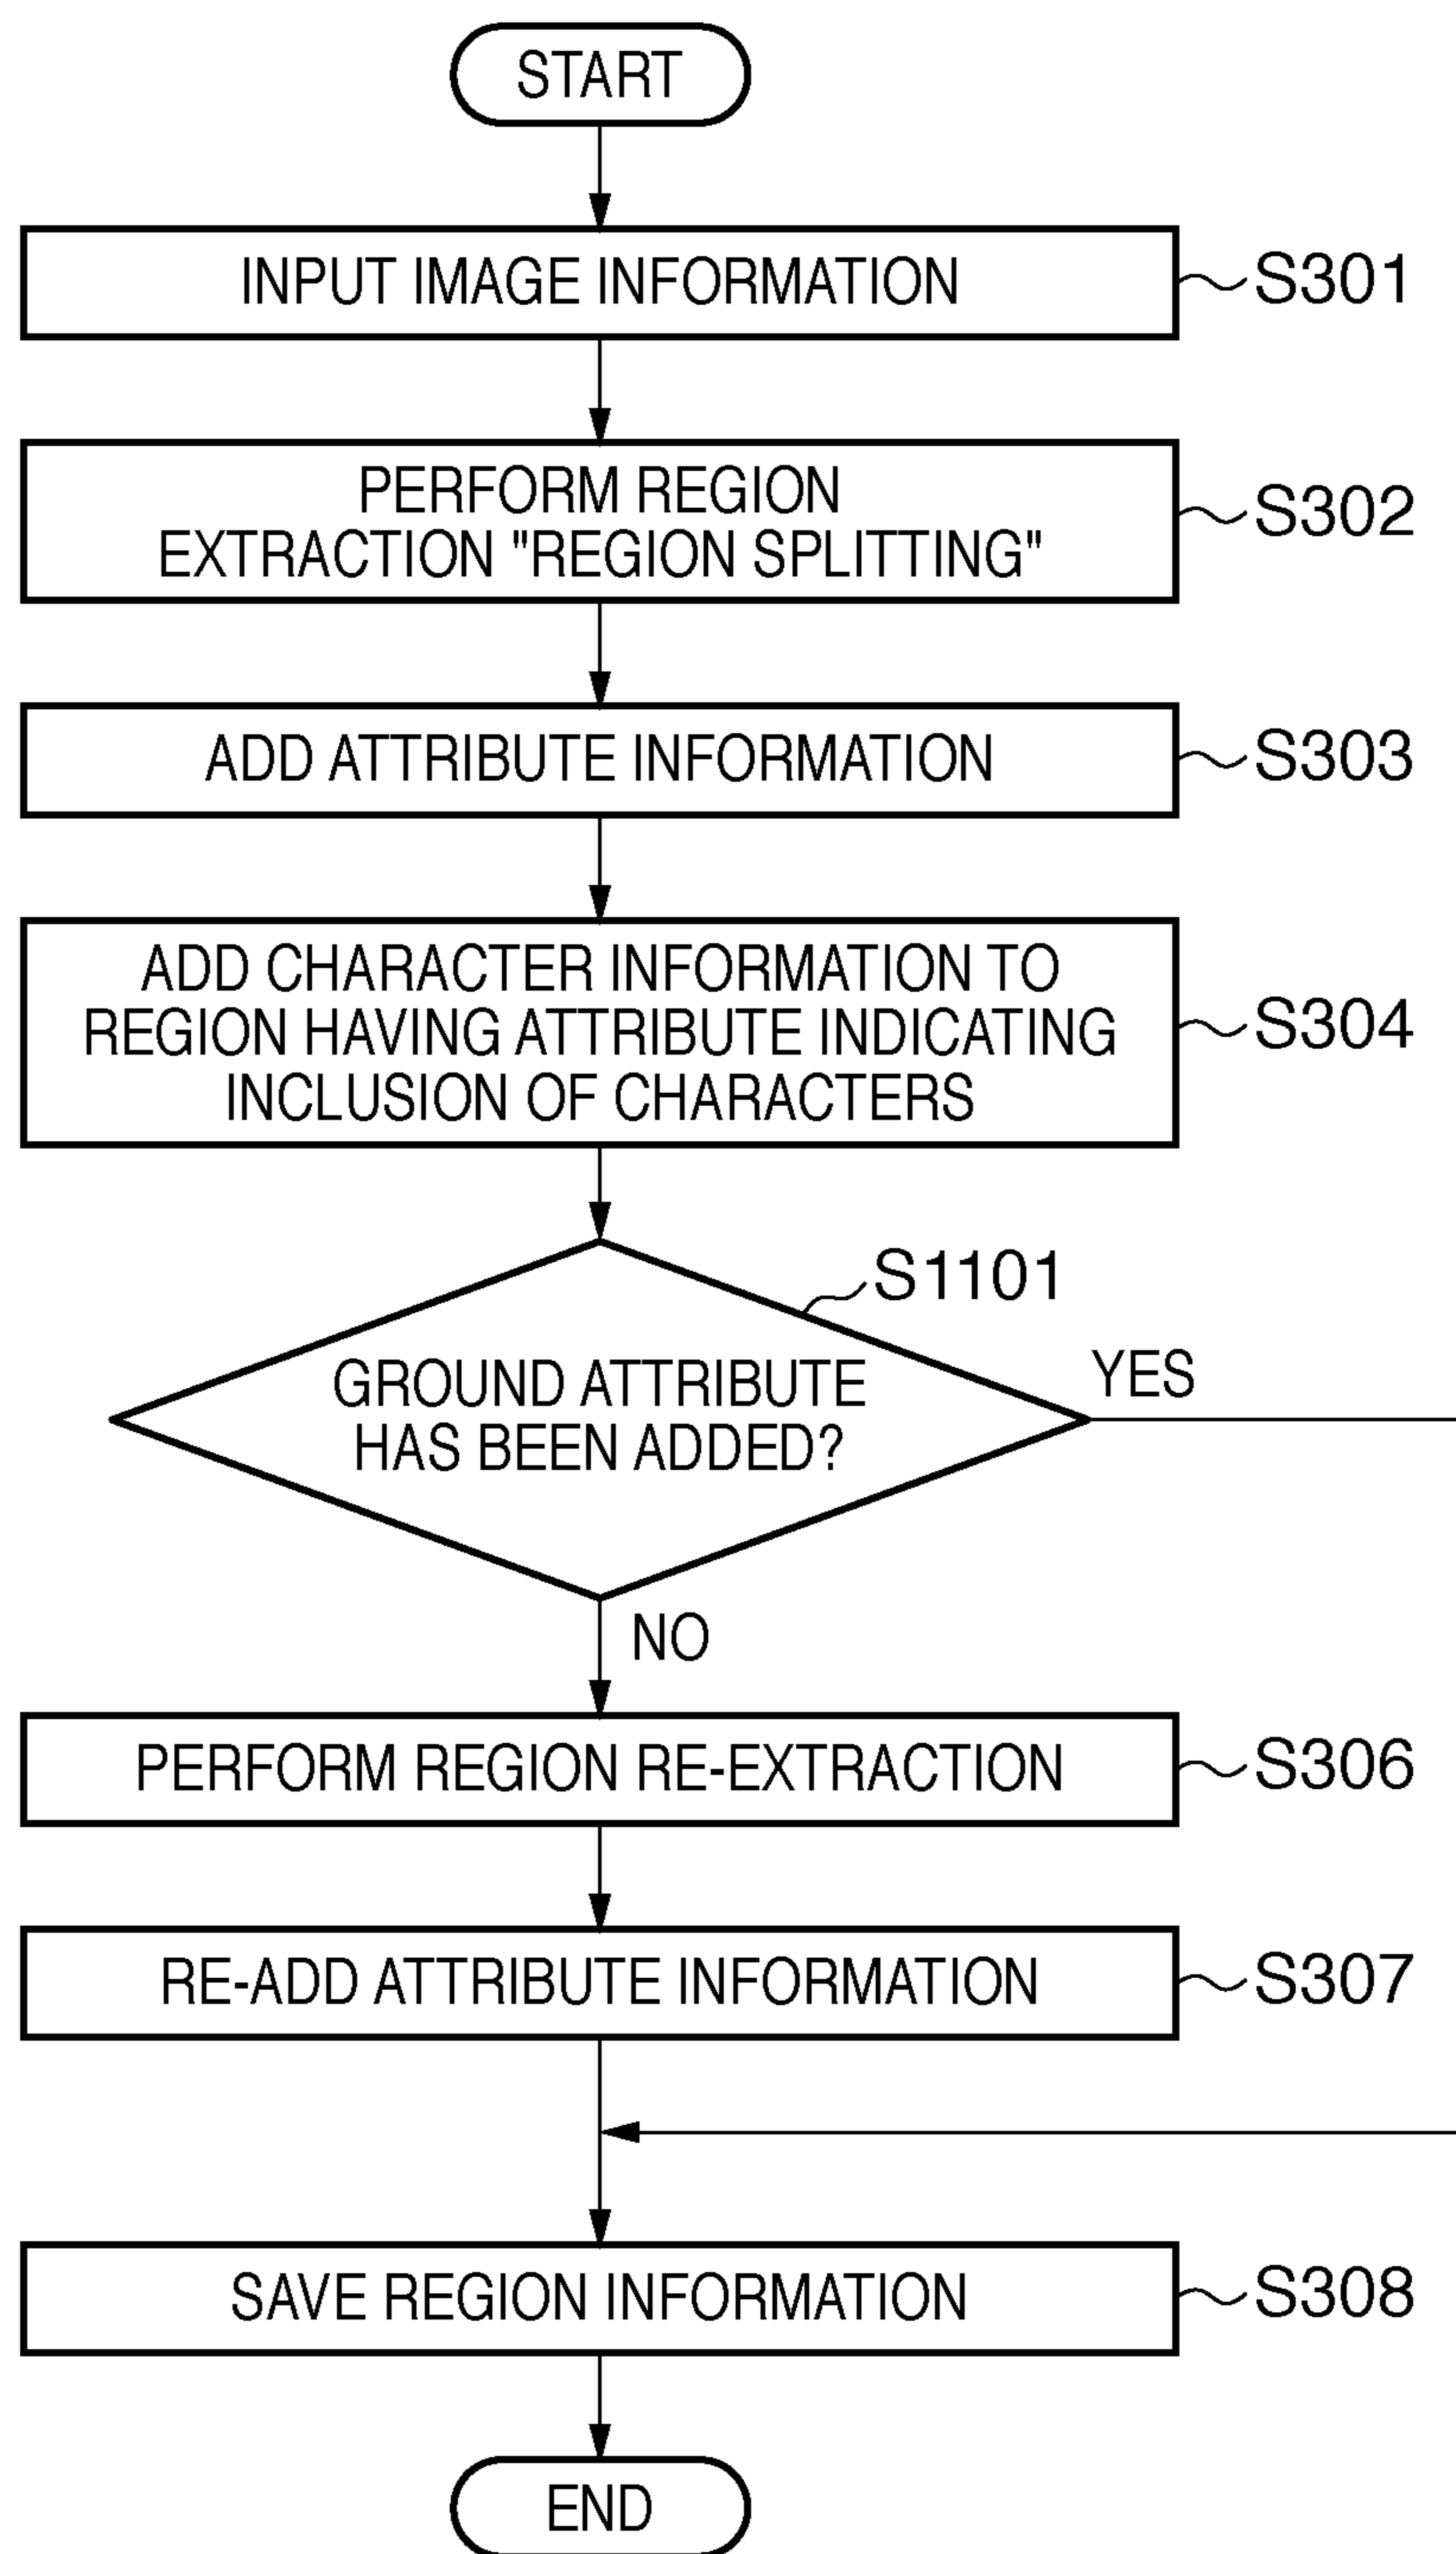 START
INPUT IMAGE INFORMATION
S301
PERFORM REGION
EXTRACTION "REGION SPLITTING"
S302
ADD ATTRIBUTE INFORMATION
S303
ADD CHARACTER INFORMATION TO
REGION HAVING ATTRIBUTE INDICATING
INCLUSION OF CHARACTERS
S304
S1101
GROUND ATTRIBUTE
HAS BEEN ADDED?
YES
NO
PERFORM REGION RE-EXTRACTION
S306
RE-ADD ATTRIBUTE INFORMATION
S307
SAVE REGION INFORMATION
S308
END